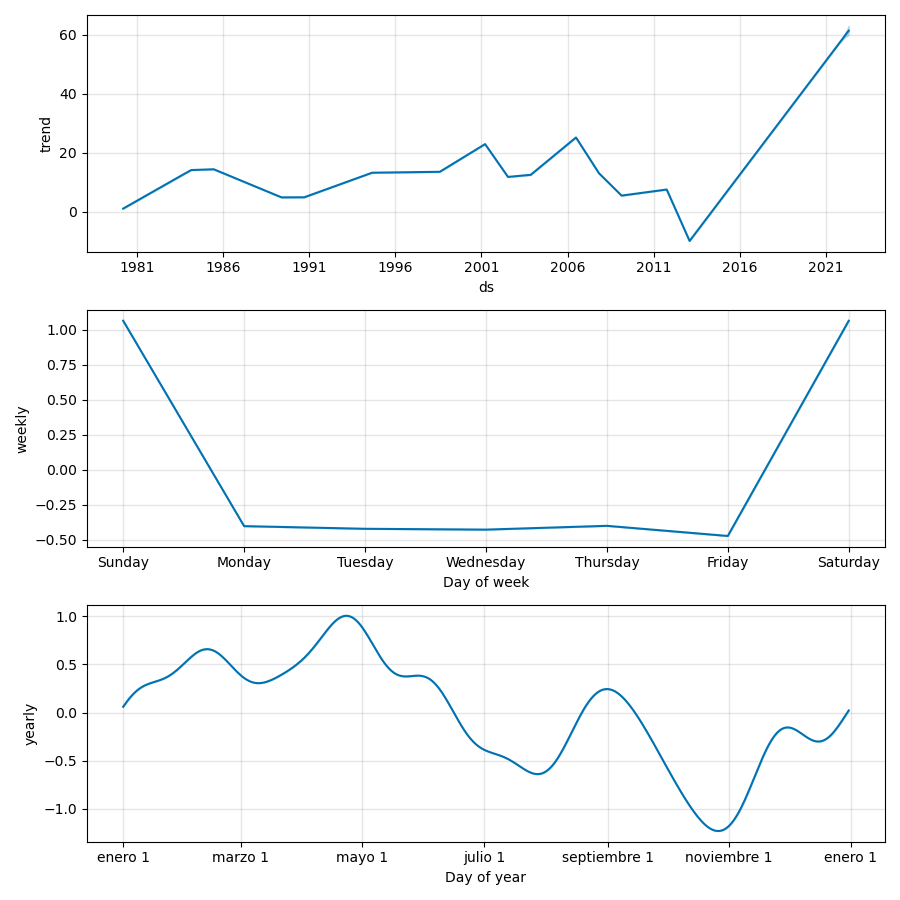 60
40
20
0
trend
1981 1986 1991 1996 2001 2006 2011 2016 2021
ds
1.00
0.75
0.50
0.25
0.00
−0.25
−0.50
weekly
Sunday Monday Tuesday Wednesday Thursday Friday Saturday
Day of week
1.0
0.5
0.0
−0.5
−1.0
yearly
enero 1 marzo 1 mayo 1 julio 1 septiembre 1 noviembre 1 enero 1
Day of year